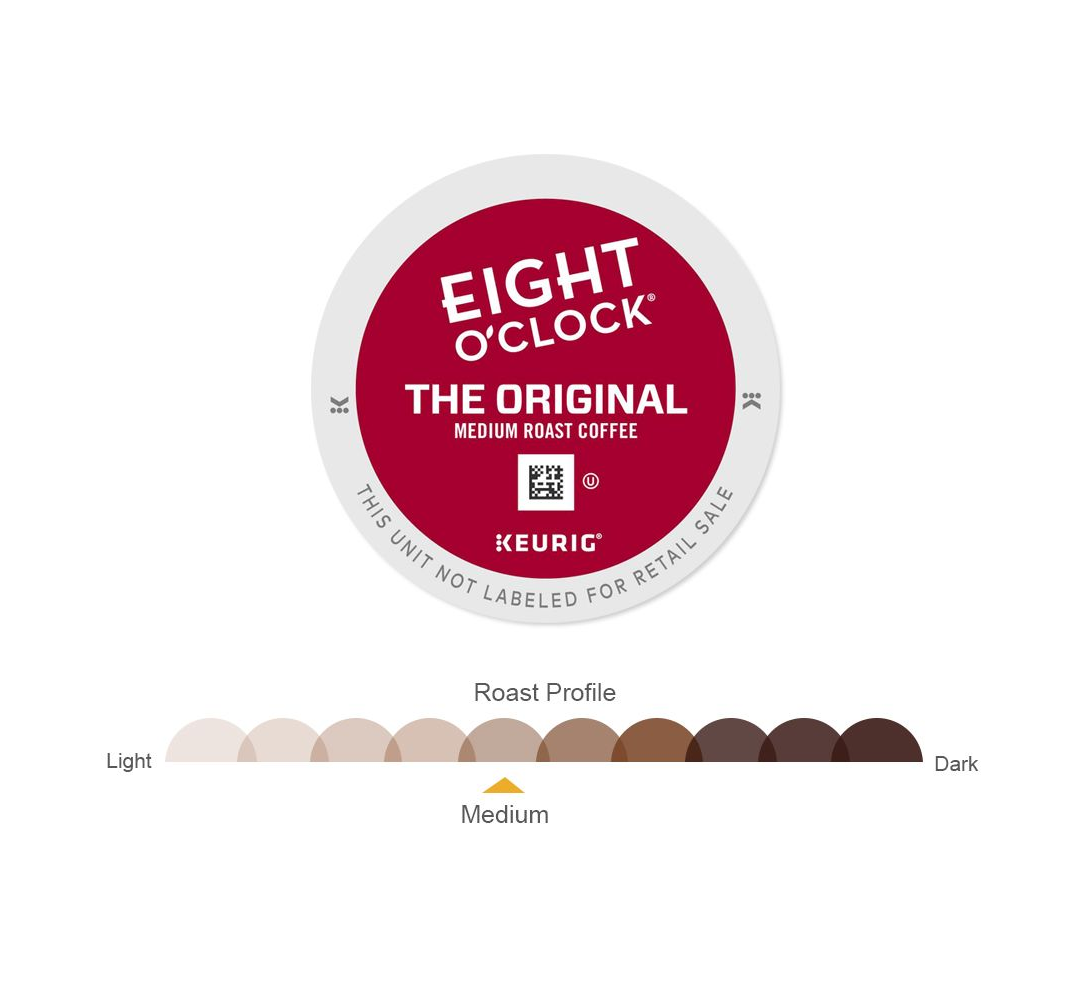 EIGHT
O'CLOCK®
THE ORIGINAL
MEDIUM ROAST COFFEE
Ⓤ
KEURIG®
THIS UNIT NOT LABELED FOR RETAIL SALE
Roast Profile
Light
Dark
Medium